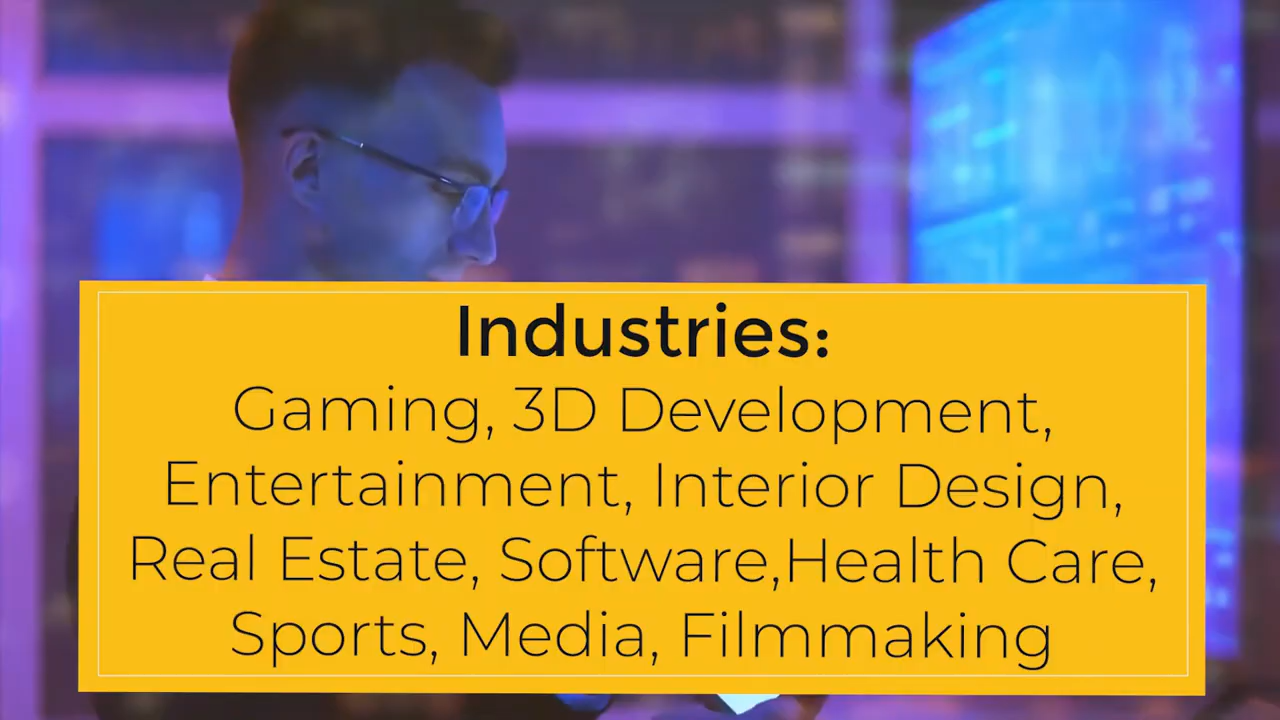 Industries:
Gaming, 3D Development,
Entertainment, Interior Design,
Real Estate, Software,Health Care,
Sports, Media, Filmmaking